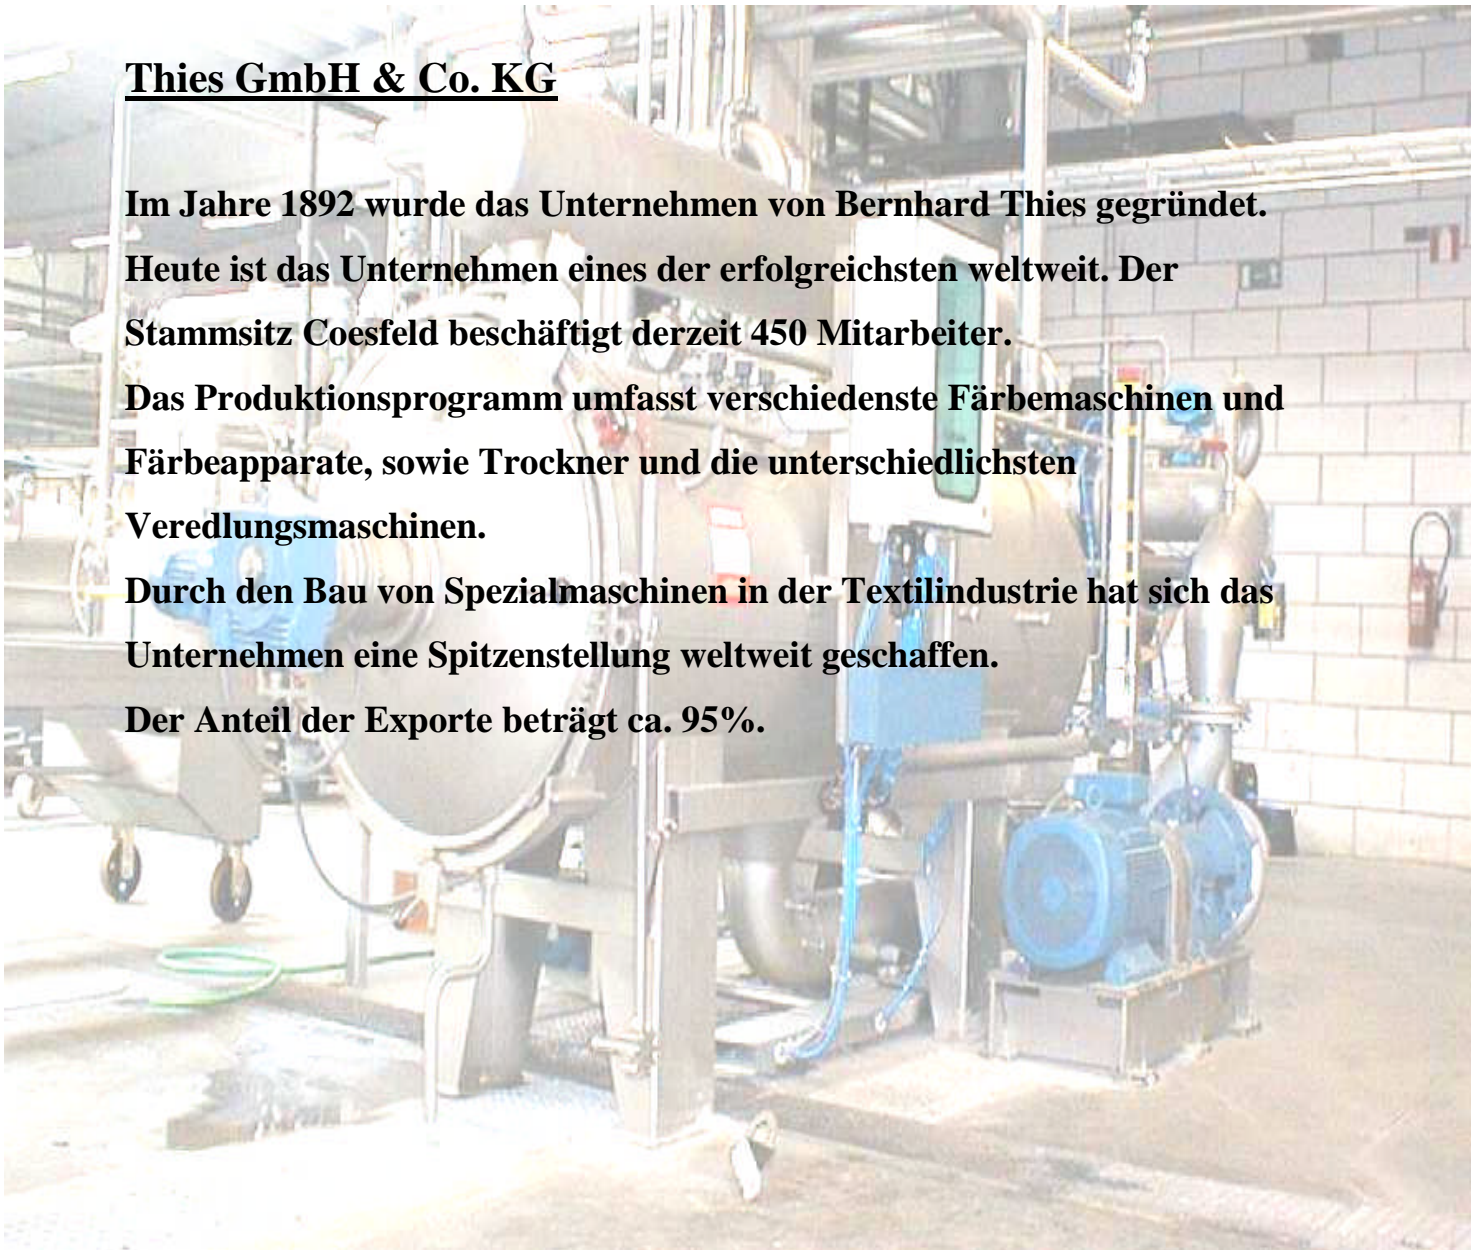 Thies GmbH & Co. KG
Im Jahre 1892 wurde das Unternehmen von Bernhard Thies gegründet.
Heute ist das Unternehmen eines der erfolgreichsten weltweit. Der
Stammsitz Coesfeld beschäftigt derzeit 450 Mitarbeiter.
Das Produktionsprogramm umfasst verschiedenste Färbemaschinen und
Färbeapparate, sowie Trockner und die unterschiedlichsten
Veredlungsmaschinen.
Durch den Bau von Spezialmaschinen in der Textilindustrie hat sich das
Unternehmen eine Spitzenstellung weltweit geschaffen.
Der Anteil der Exporte beträgt ca. 95%.